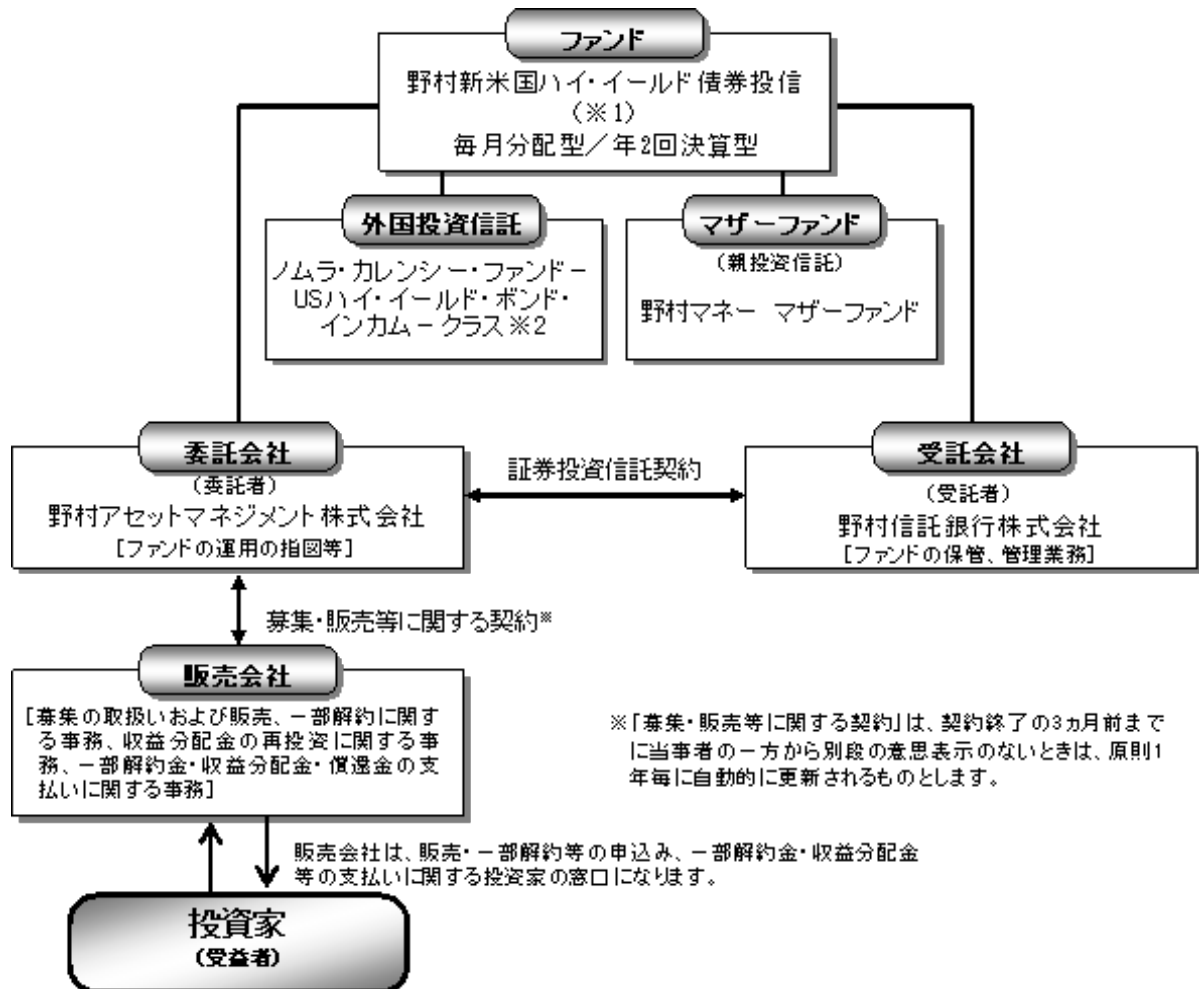 ファンド
野村新米国ハイ・イールド債券投信
(※1)
毎月分配型／年2回決算型
外国投資信託
ノムラ・カレンシー・ファンド－
USハイ・イールド・ボンド・
インカム－クラス※2
マザーファンド
(親投資信託)
野村マネー マザーファンド
委託会社
(委託者)
野村アセットマネジメント株式会社
[ファンドの運用の指図等]
証券投資信託契約
受託会社
(受託者)
野村信託銀行株式会社
[ファンドの保管、管理業務]
募集・販売等に関する契約※
販売会社
[募集の取扱いおよび販売、一部解約に関す
る事務、収益分配金の再投資に関する事
務、一部解約金・収益分配金・償還金の支
払いに関する事務]
※「募集・販売等に関する契約」は、契約終了の3ヵ月前まで
に当事者の一方から別段の意思表示のないときは、原則1
年毎に自動的に更新されるものとします。
販売会社は、販売・一部解約等の申込み、一部解約金・収益分配金
等の支払いに関する投資家の窓口になります。
投資家
(受益者)